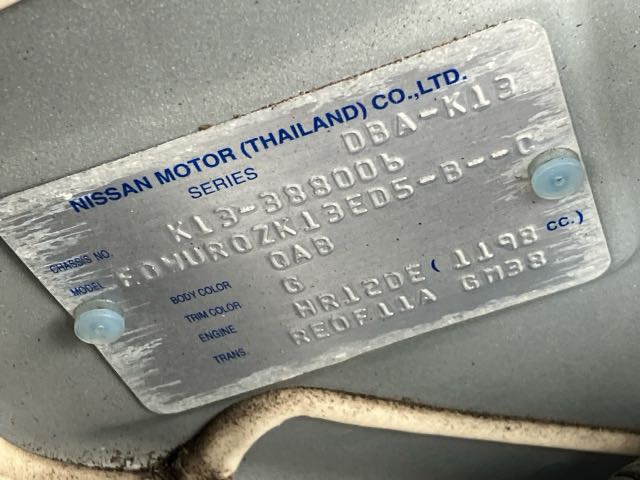 NISSAN MOTOR (THAILAND) CO.,LTD.
SERIES DBA-K13
CHASSIS NO. K13-388006
MODEL FDMUROZK13ED5-B--C
BODY COLOR QAB
TRIM COLOR G
ENGINE HR12DE (1198 cc.)
TRANS. RE0F11A GM38